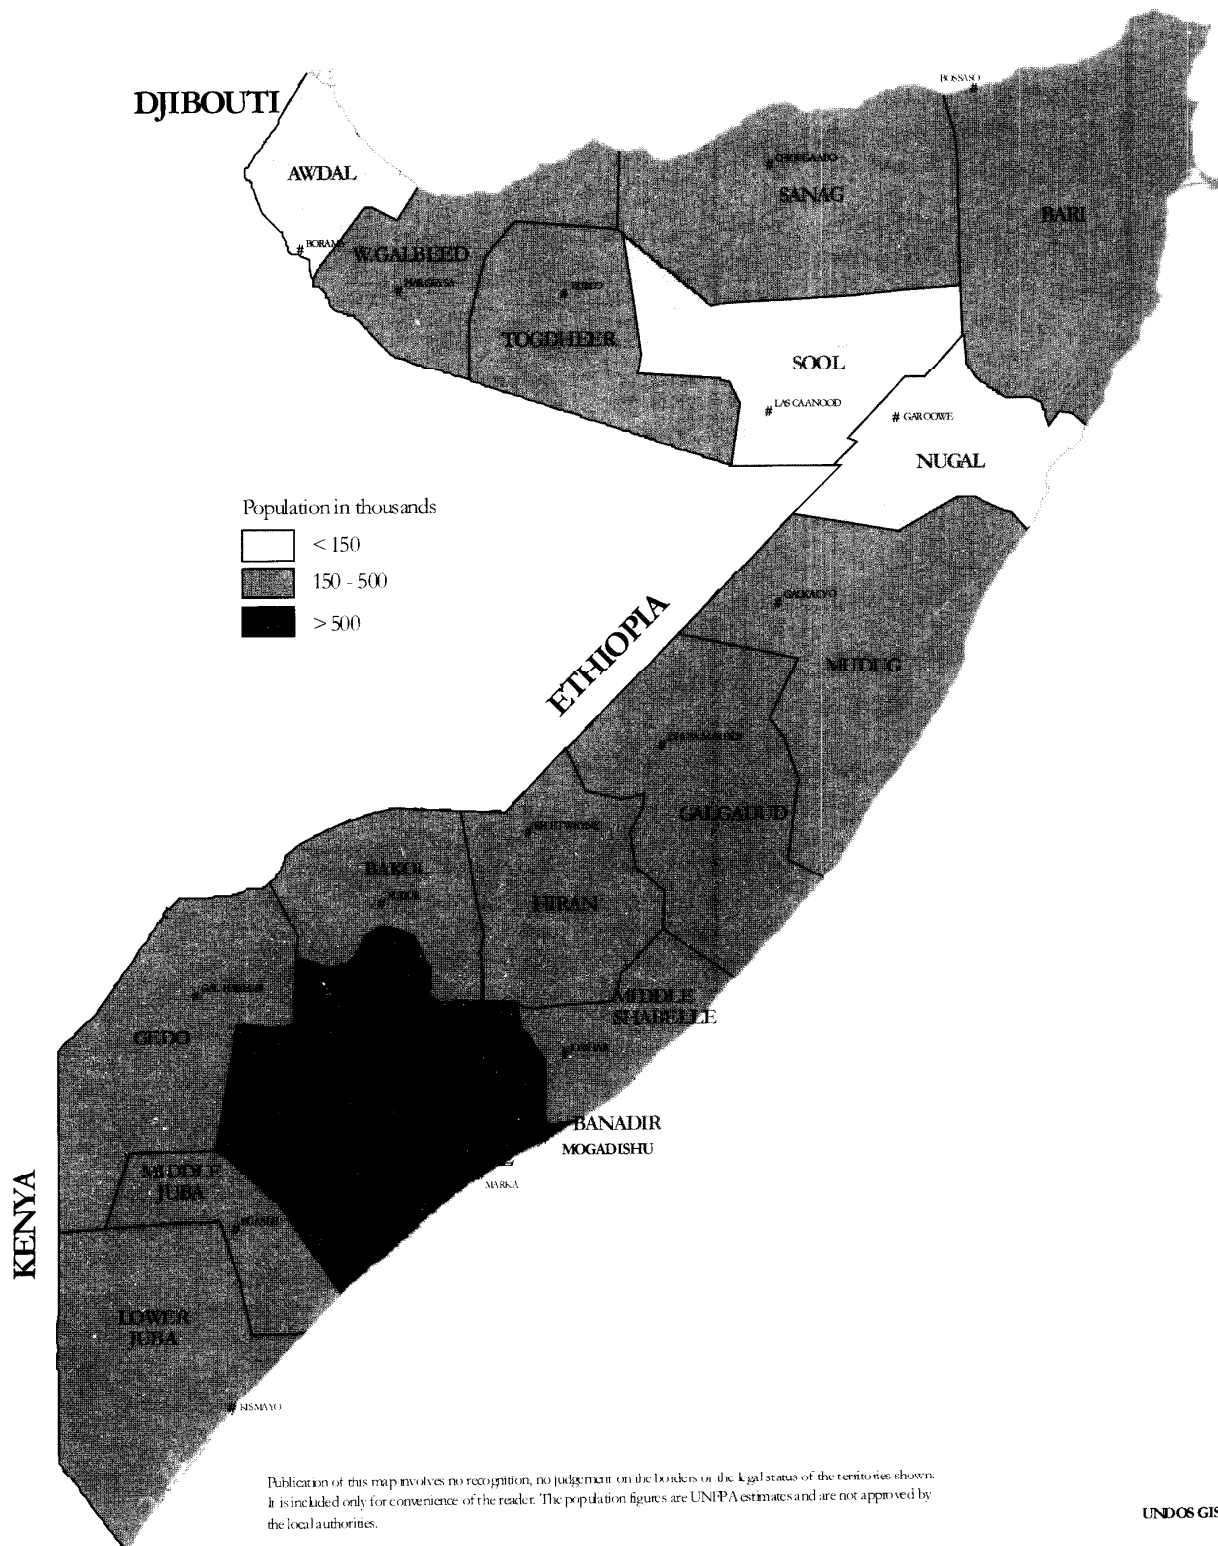 BOSSASO
DJIBOUTI
AWDAL
SANAG
BARI
W.GALBEED
TOGDHEER
SOOL
LAS CAANOOD
GAROOWE
NUGAL
Population in thousands
< 150
150 - 500
> 500
ETHIOPIA
MUDUG
GALGADUD
BAKOL
HIRAN
MIDDLE
SHABELLE
GEDO
BANADIR
MOGADISHU
MARKA
MIDDLE
JUBA
KENYA
LOWER
JUBA
KISMAYO
Publication of this map involves no recognition, no judgement on the borders or the legal status of the territories shown.
It is included only for convenience of the reader. The population figures are UNFPA estimates and are not approved by
the local authorities.
UNDOS GIS